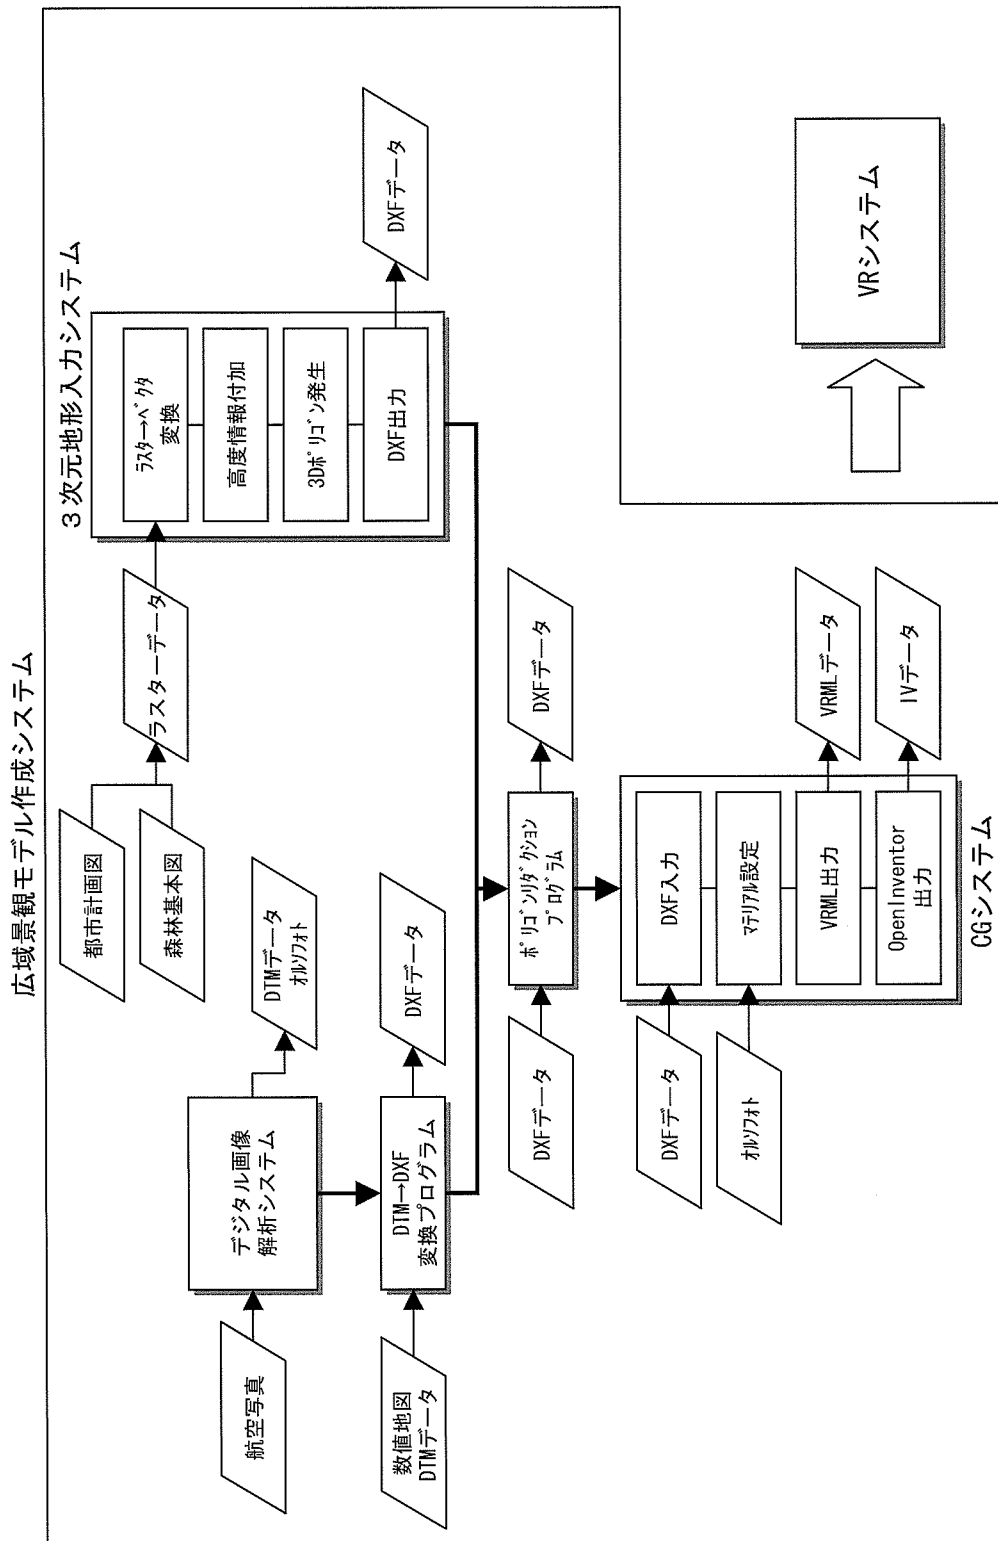 広域景観モデル作成システム
都市計画図
森林基本図
ラスターデータ
3次元地形入力システム
ラスター→ベクタ
変換
高度情報付加
3Dポリゴン発生
DXF出力
DXFデータ
航空写真
デジタル画像
解析システム
DTMデータ
オルソフォト
数値地図
DTMデータ
DTM→DXF
変換プログラム
DXFデータ
DXFデータ
ポリゴンリダクション
プログラム
DXFデータ
DXFデータ
オルソフォト
DXF入力
マテリアル設定
VRML出力
OpenInventor
出力
CGシステム
VRMLデータ
IVデータ
VRシステム